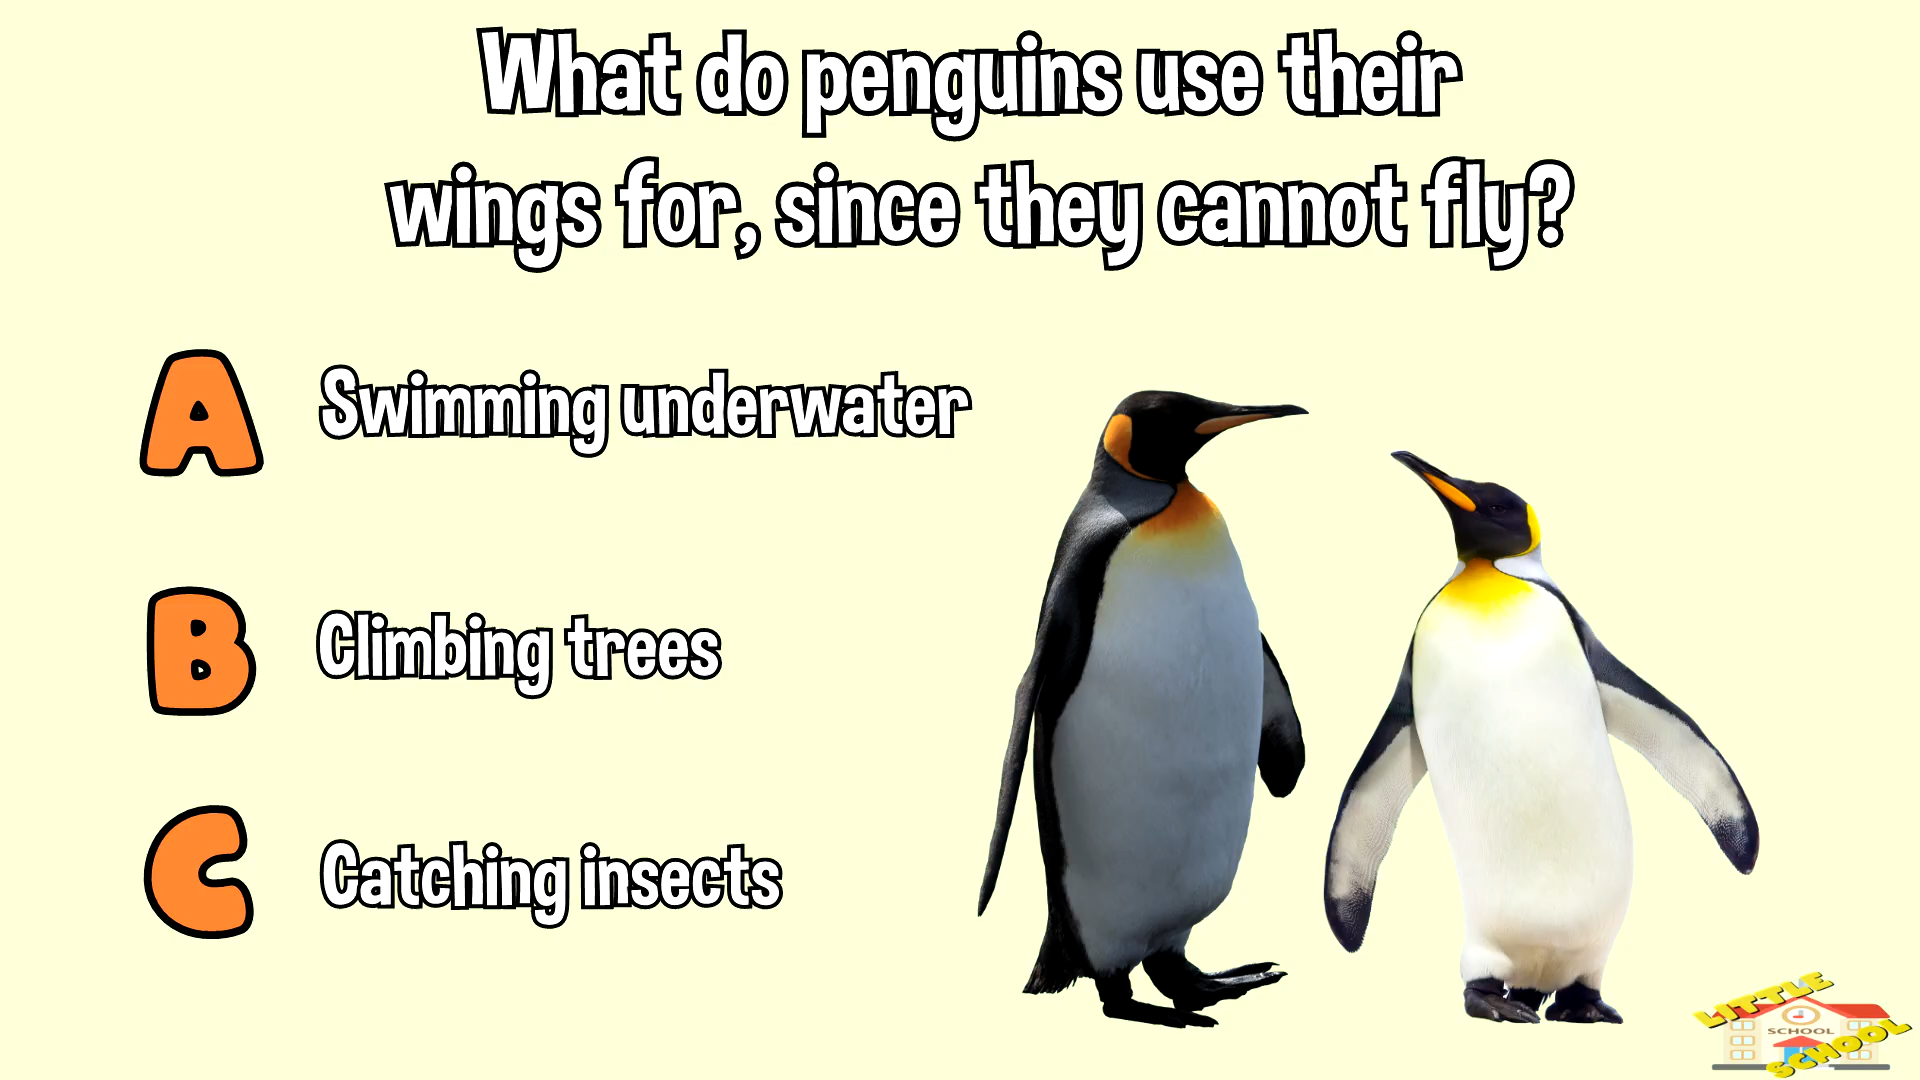 What do penguins use their
wings for, since they cannot fly?
A Swimming underwater
B Climbing trees
C Catching insects
LITTLE
SCHOOL
SCHOOL